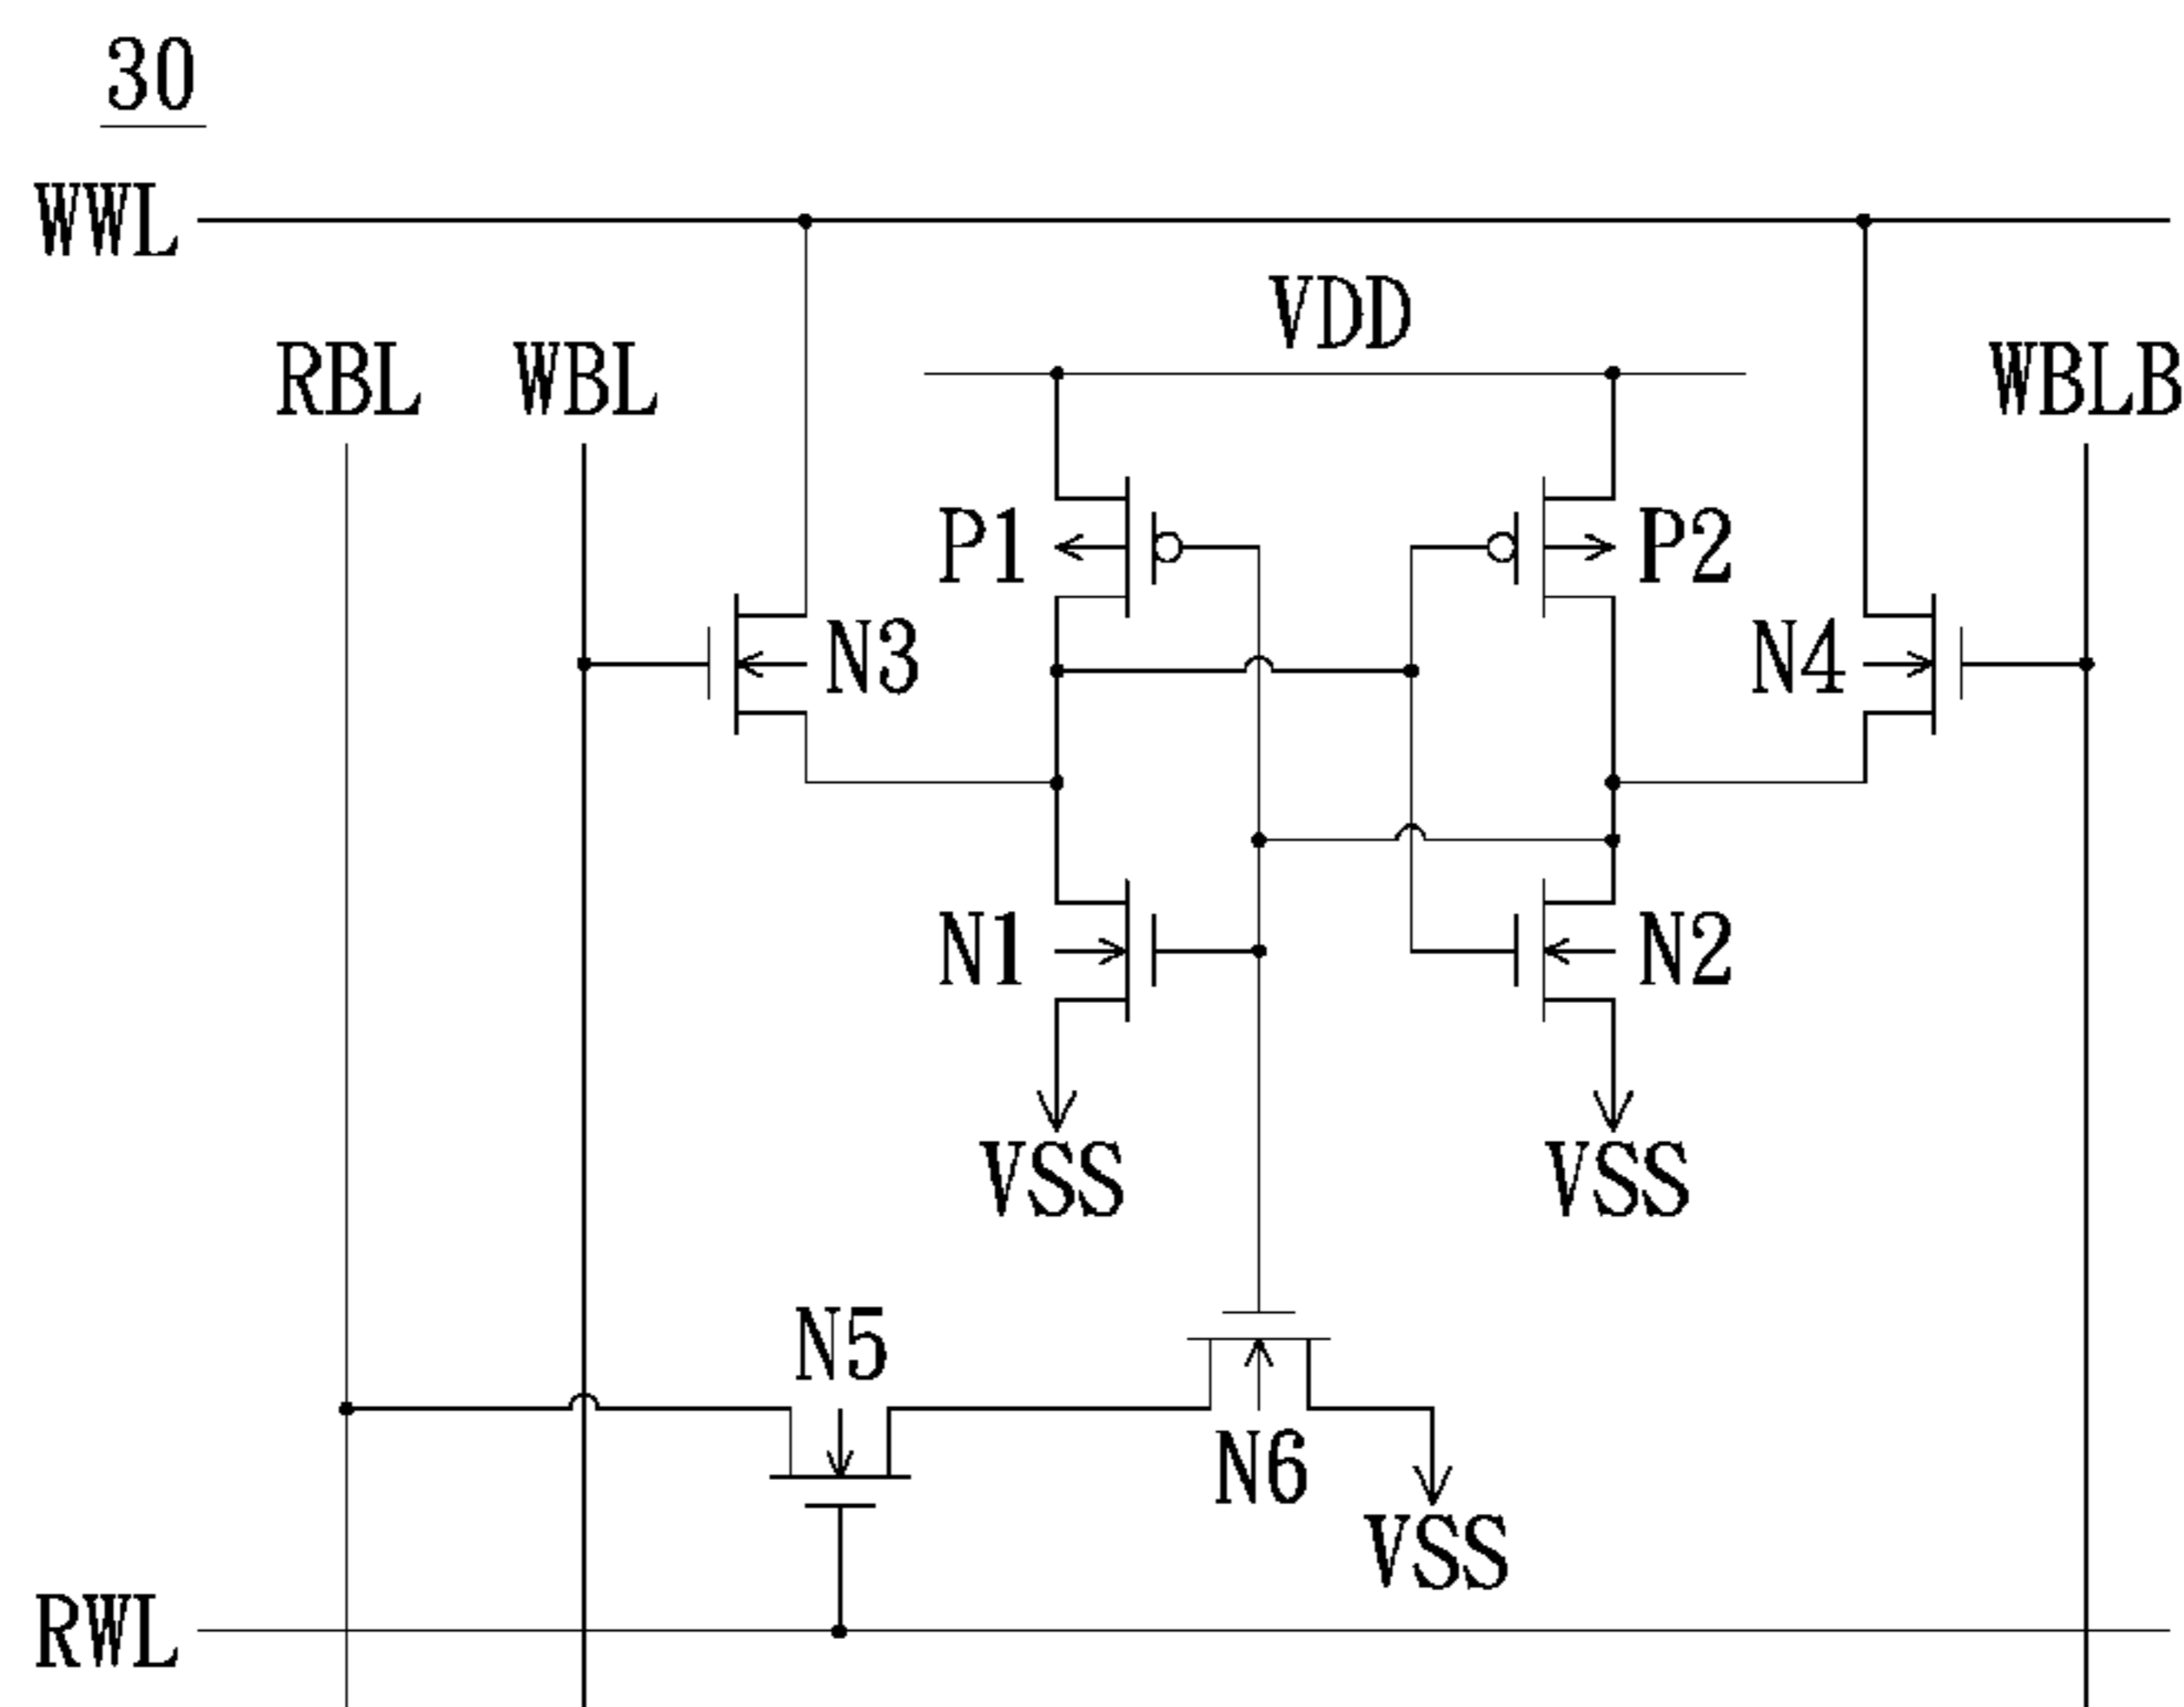 30
WWL
VDD
RBL WBL WBLB
P1 P2
N3 N4
N1 N2
VSS VSS
N5
N6
VSS
RWL